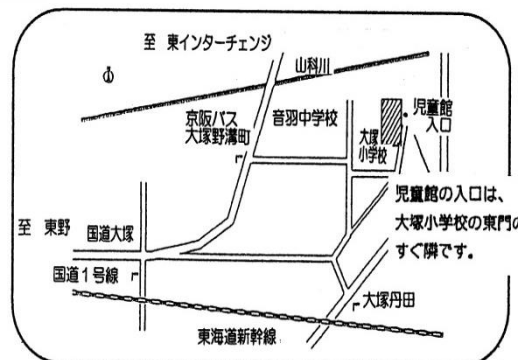 至 東インターチェンジ
山科川
京阪バス
大塚野溝町
音羽中学校
大塚
小学校
児童館
入口
児童館の入口は、
大塚小学校の東門の
すぐ隣です。
至 東野
国道大塚
国道1号線
大塚丹田
東海道新幹線